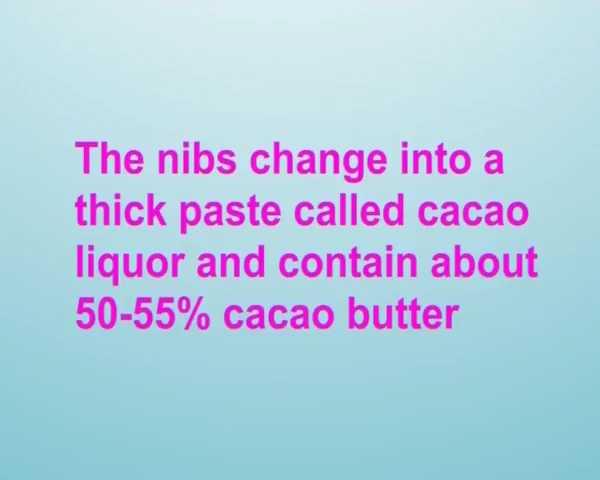 The nibs change into a
thick paste called cacao
liquor and contain about
50-55% cacao butter